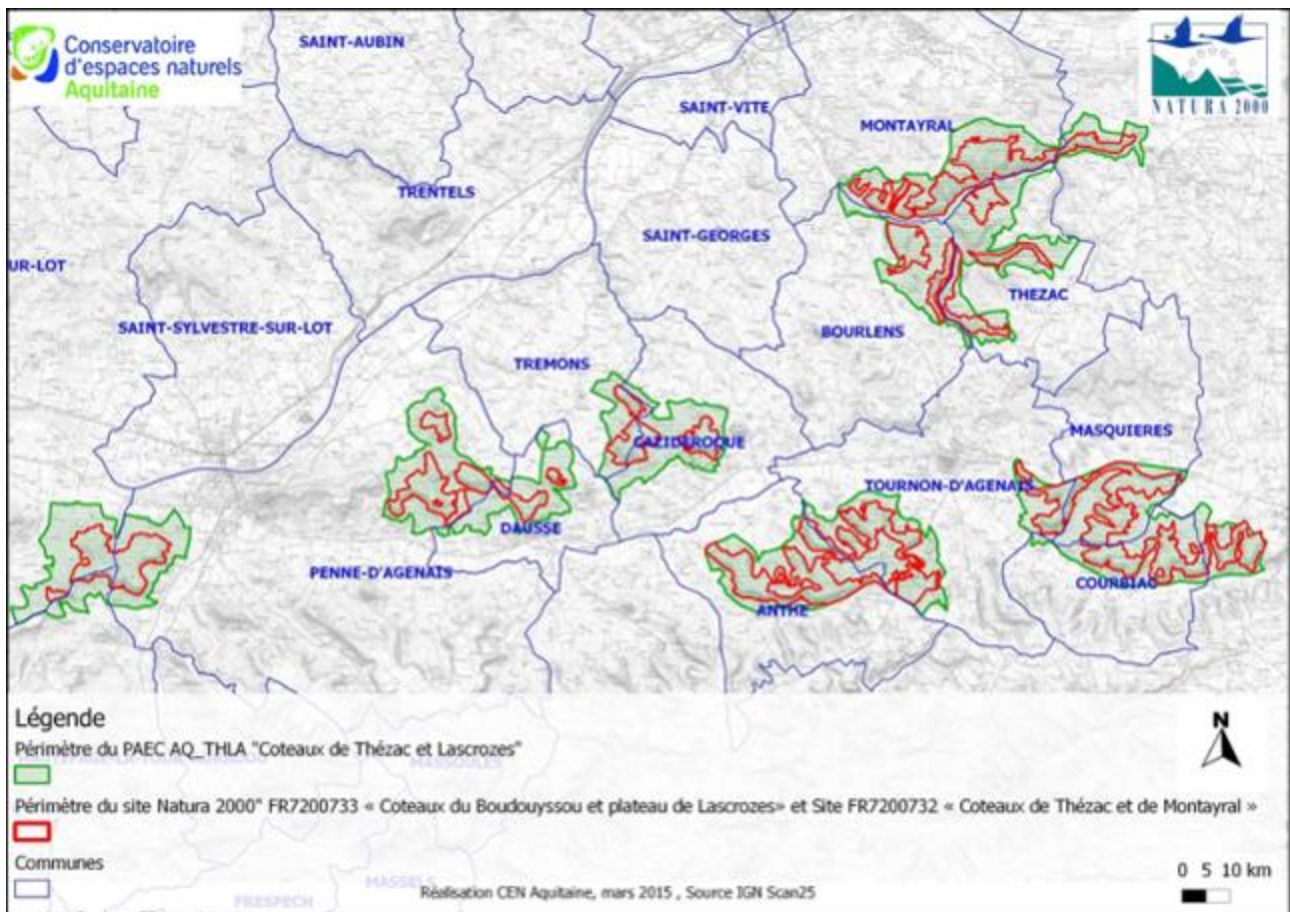 Conservatoire
d'espaces naturels
Aquitaine
NATURA 2000
SAINT-AUBIN
SAINT-VITE
MONTAYRAL
TRENTELS
SAINT-GEORGES
UR-LOT
THEZAC
SAINT-SYLVESTRE-SUR-LOT
BOURLENS
TREMONS
MASQUIERES
CAZIDEROQUE
TOURNON-D'AGENAIS
DAUSSE
PENNE-D'AGENAIS
COURBIAC
ANTHE
Légende
N
Périmètre du PAEC AQ_THLA "Coteaux de Thézac et Lascrozes"
MASSOULES
Périmètre du site Natura 2000" FR7200733 « Coteaux du Boudouyssou et plateau de Lascrozes» et Site FR7200732 « Coteaux de Thézac et de Montayral »
Communes
0 5 10 km
MASSELS
Réalisation CEN Aquitaine, mars 2015 , Source IGN Scan25
FRESPECH